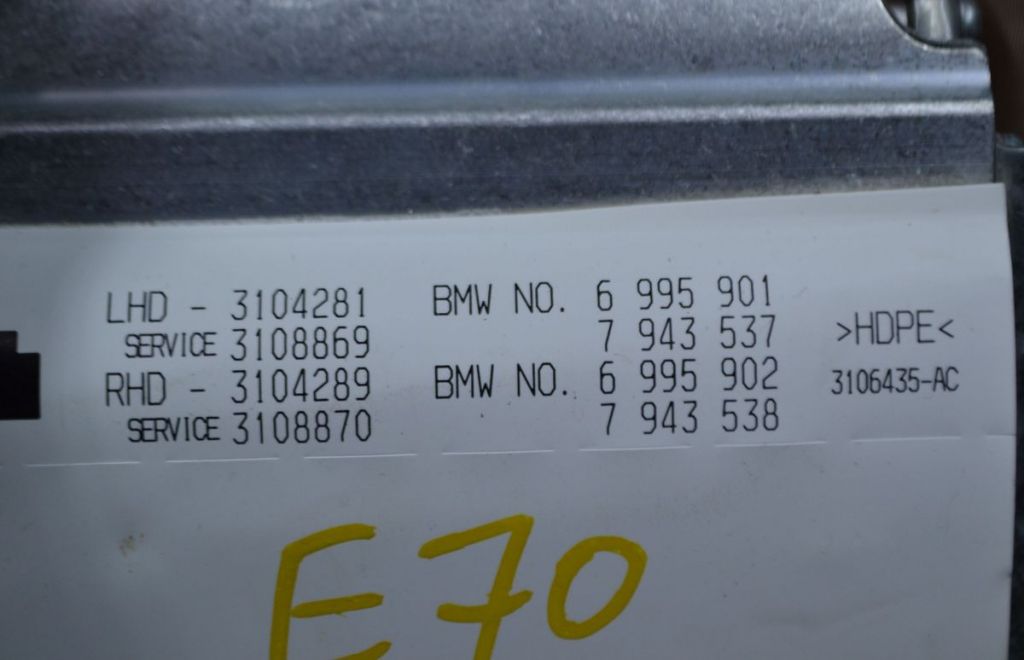 LHD - 3104281 BMW NO. 6 995 901
SERVICE 3108869 7 943 537 >HDPE<
RHD - 3104289 BMW NO. 6 995 902 3106435-AC
SERVICE 3108870 7 943 538
E70